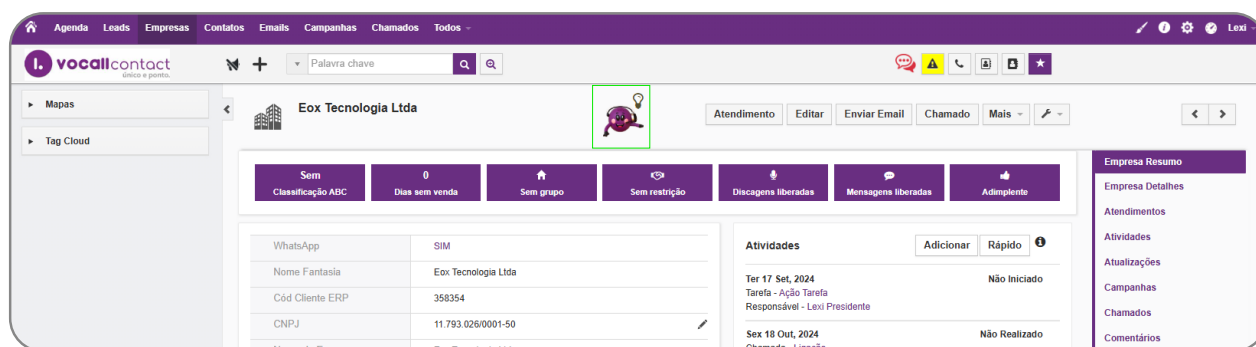 Agenda Leads Empresas Contatos Emails Campanhas Chamados Todos Lexi
vocallcontact
único e ponto.
Palavra chave
Mapas
Tag Cloud
Eox Tecnologia Ltda
Atendimento Editar Enviar Email Chamado Mais
Sem
Classificação ABC
0
Dias sem venda
Sem grupo
Sem restrição
Discagens liberadas
Mensagens liberadas
Adimplente
WhatsApp SIM
Nome Fantasia Eox Tecnologia Ltda
Cód Cliente ERP 358354
CNPJ 11.793.026/0001-50
Atividades Adicionar Rápido
Ter 17 Set, 2024 Não Iniciado
Tarefa - Ação Tarefa
Responsável - Lexi Presidente
Sex 18 Out, 2024 Não Realizado
Chamada - Ligação
Empresa Resumo
Empresa Detalhes
Atendimentos
Atividades
Atualizações
Campanhas
Chamados
Comentários